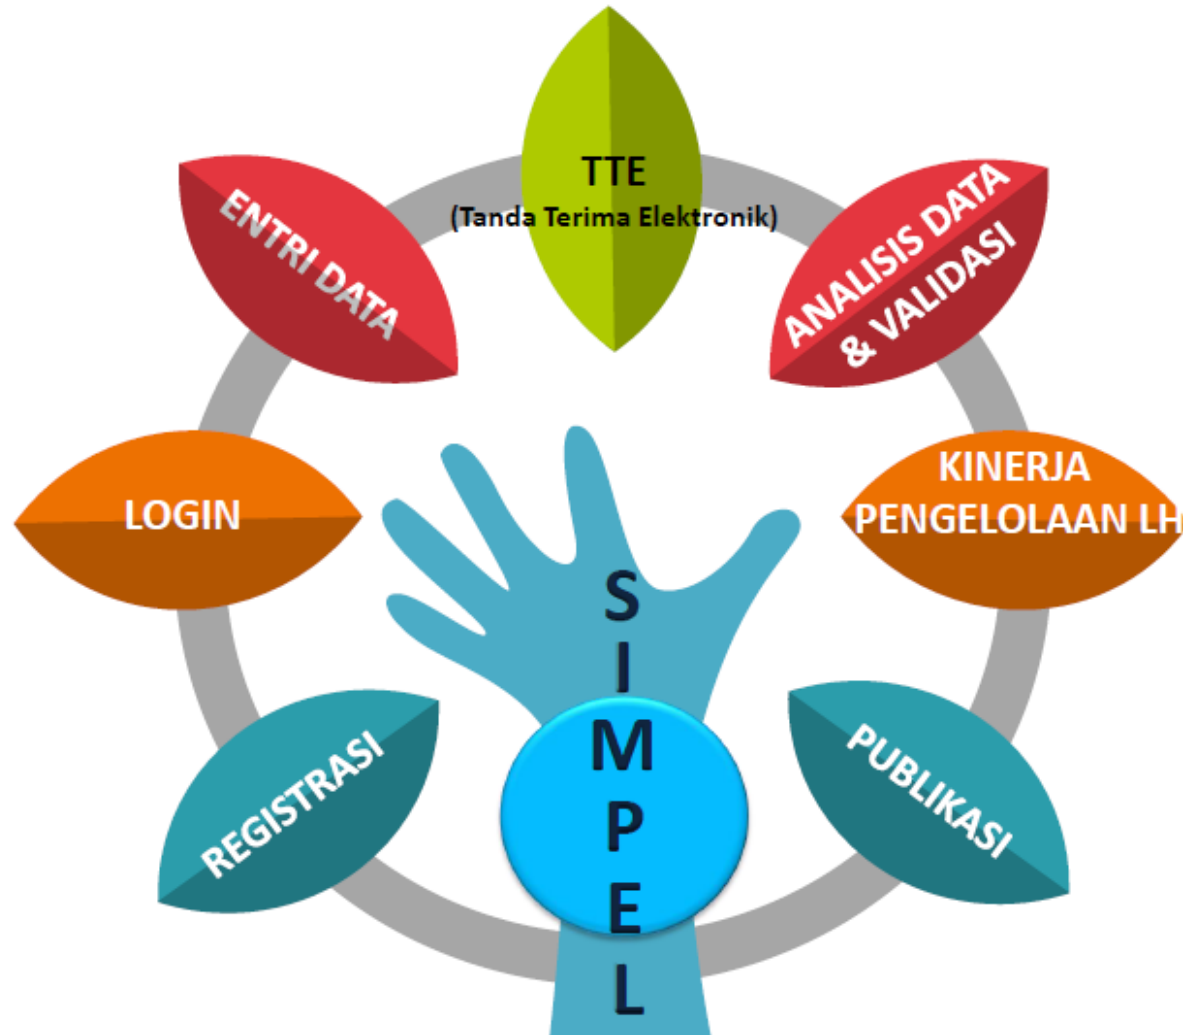 TTE
(Tanda Terima Elektronik)
ENTRI DATA
ANALISIS DATA
& VALIDASI
LOGIN
KINERJA
PENGELOLAAN LH
REGISTRASI
PUBLIKASI
S
I
M
P
E
L